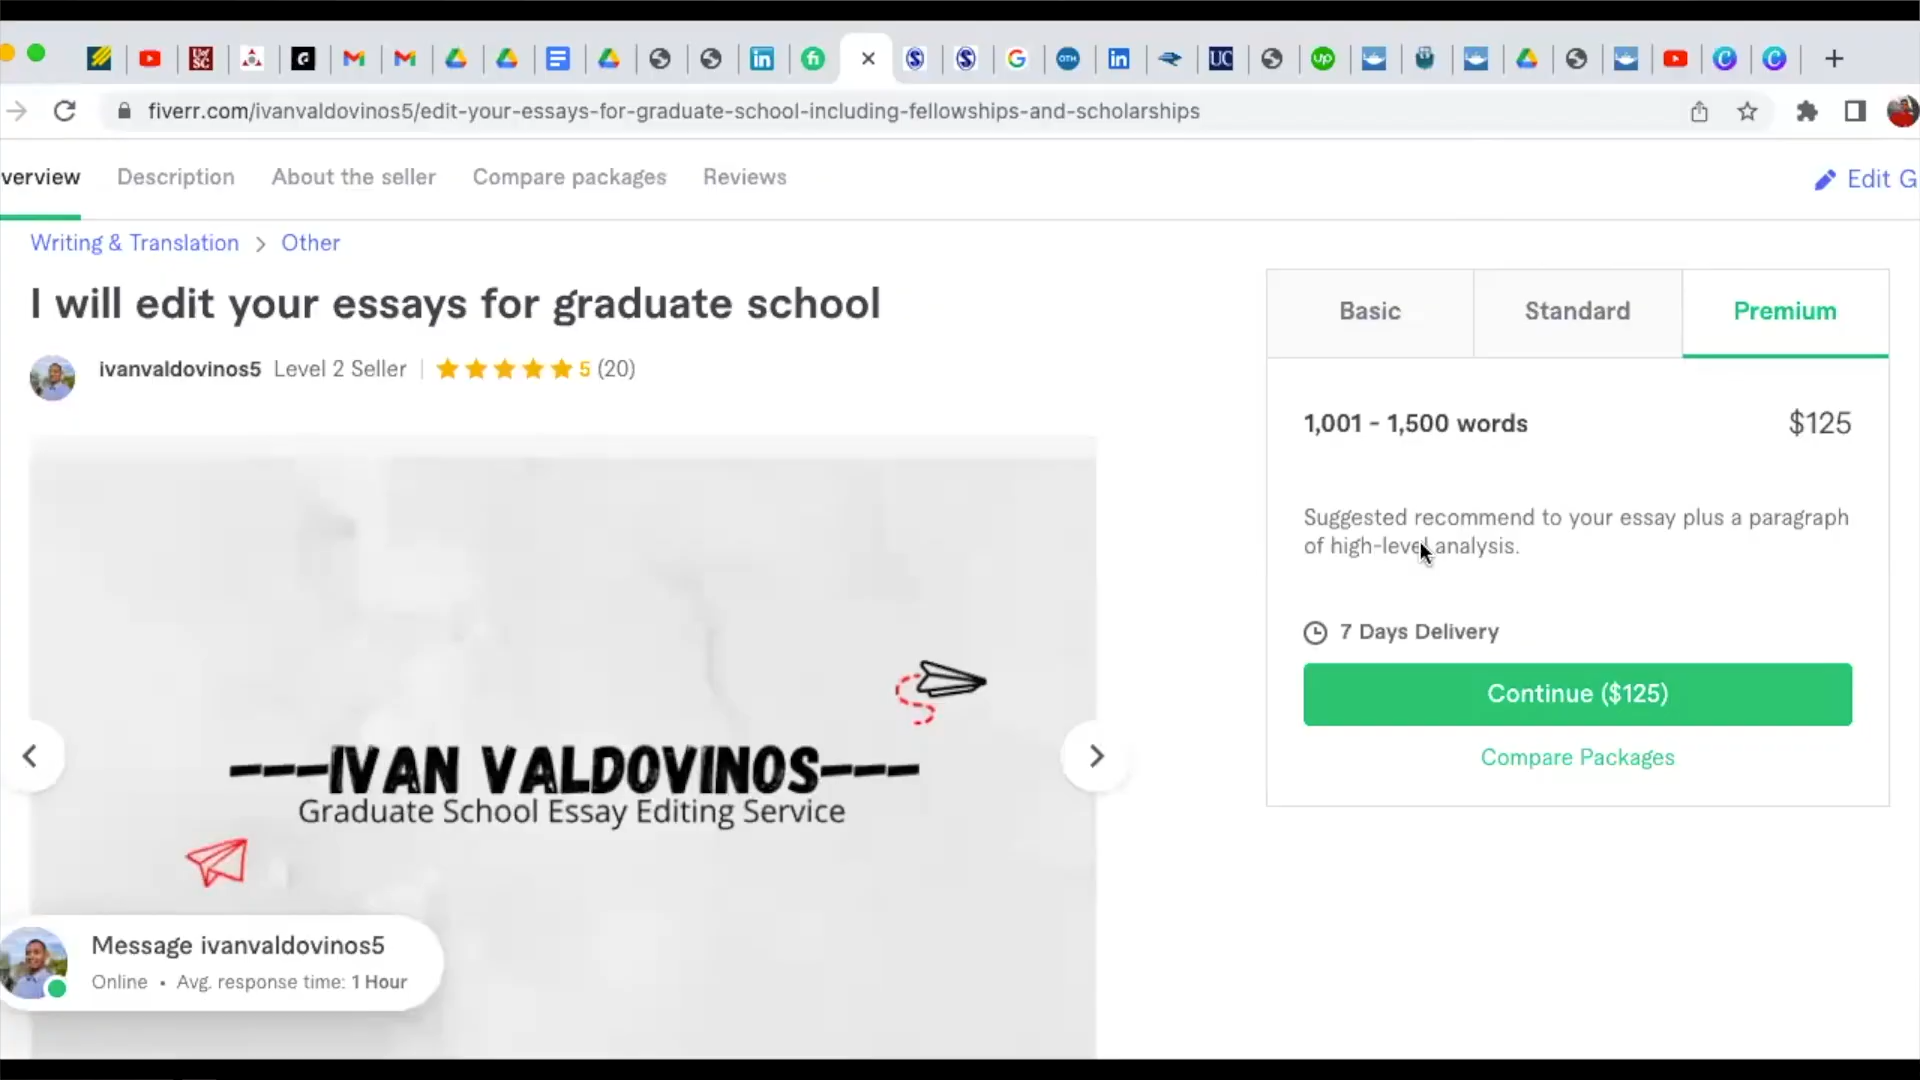 fiverr.com/ivanvaldovinos5/edit-your-essays-for-graduate-school-including-fellowships-and-scholarships
verview
Description
About the seller
Compare packages
Reviews
Edit G
Writing & Translation > Other
I will edit your essays for graduate school
ivanvaldovinos5 Level 2 Seller 5 (20)
Basic
Standard
Premium
1,001 - 1,500 words $125
Suggested recommend to your essay plus a paragraph
of high-level analysis.
7 Days Delivery
Continue ($125)
Compare Packages
---IVAN VALDOVINOS---
Graduate School Essay Editing Service
Message ivanvaldovinos5
Online • Avg. response time: 1 Hour